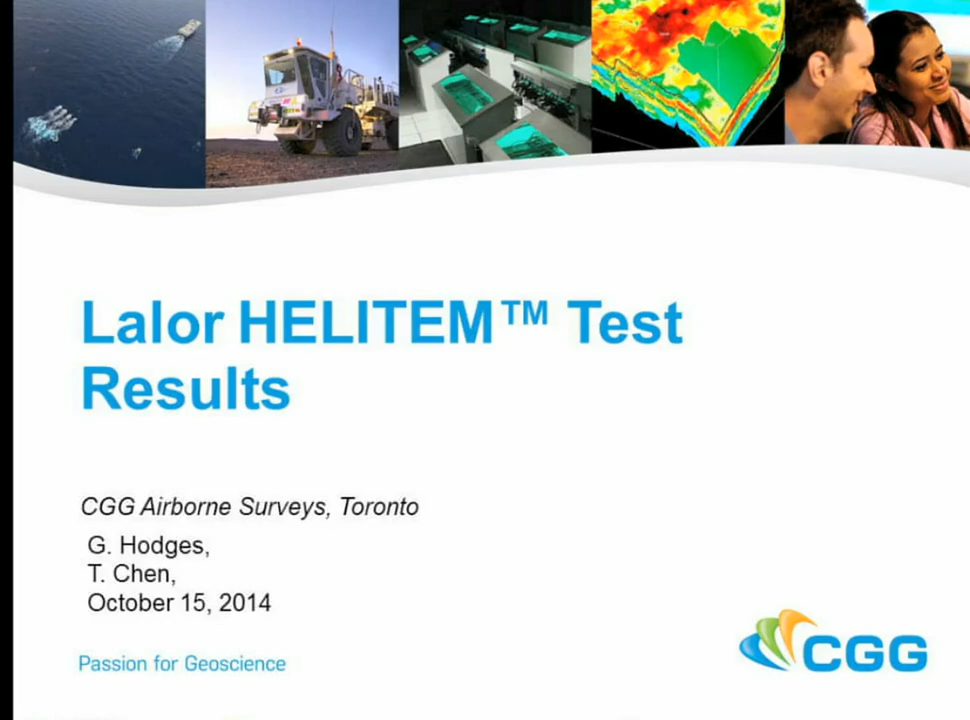 Lalor HELITEM™ Test
Results
CGG Airborne Surveys, Toronto
G. Hodges,
T. Chen,
October 15, 2014
Passion for Geoscience
CGG